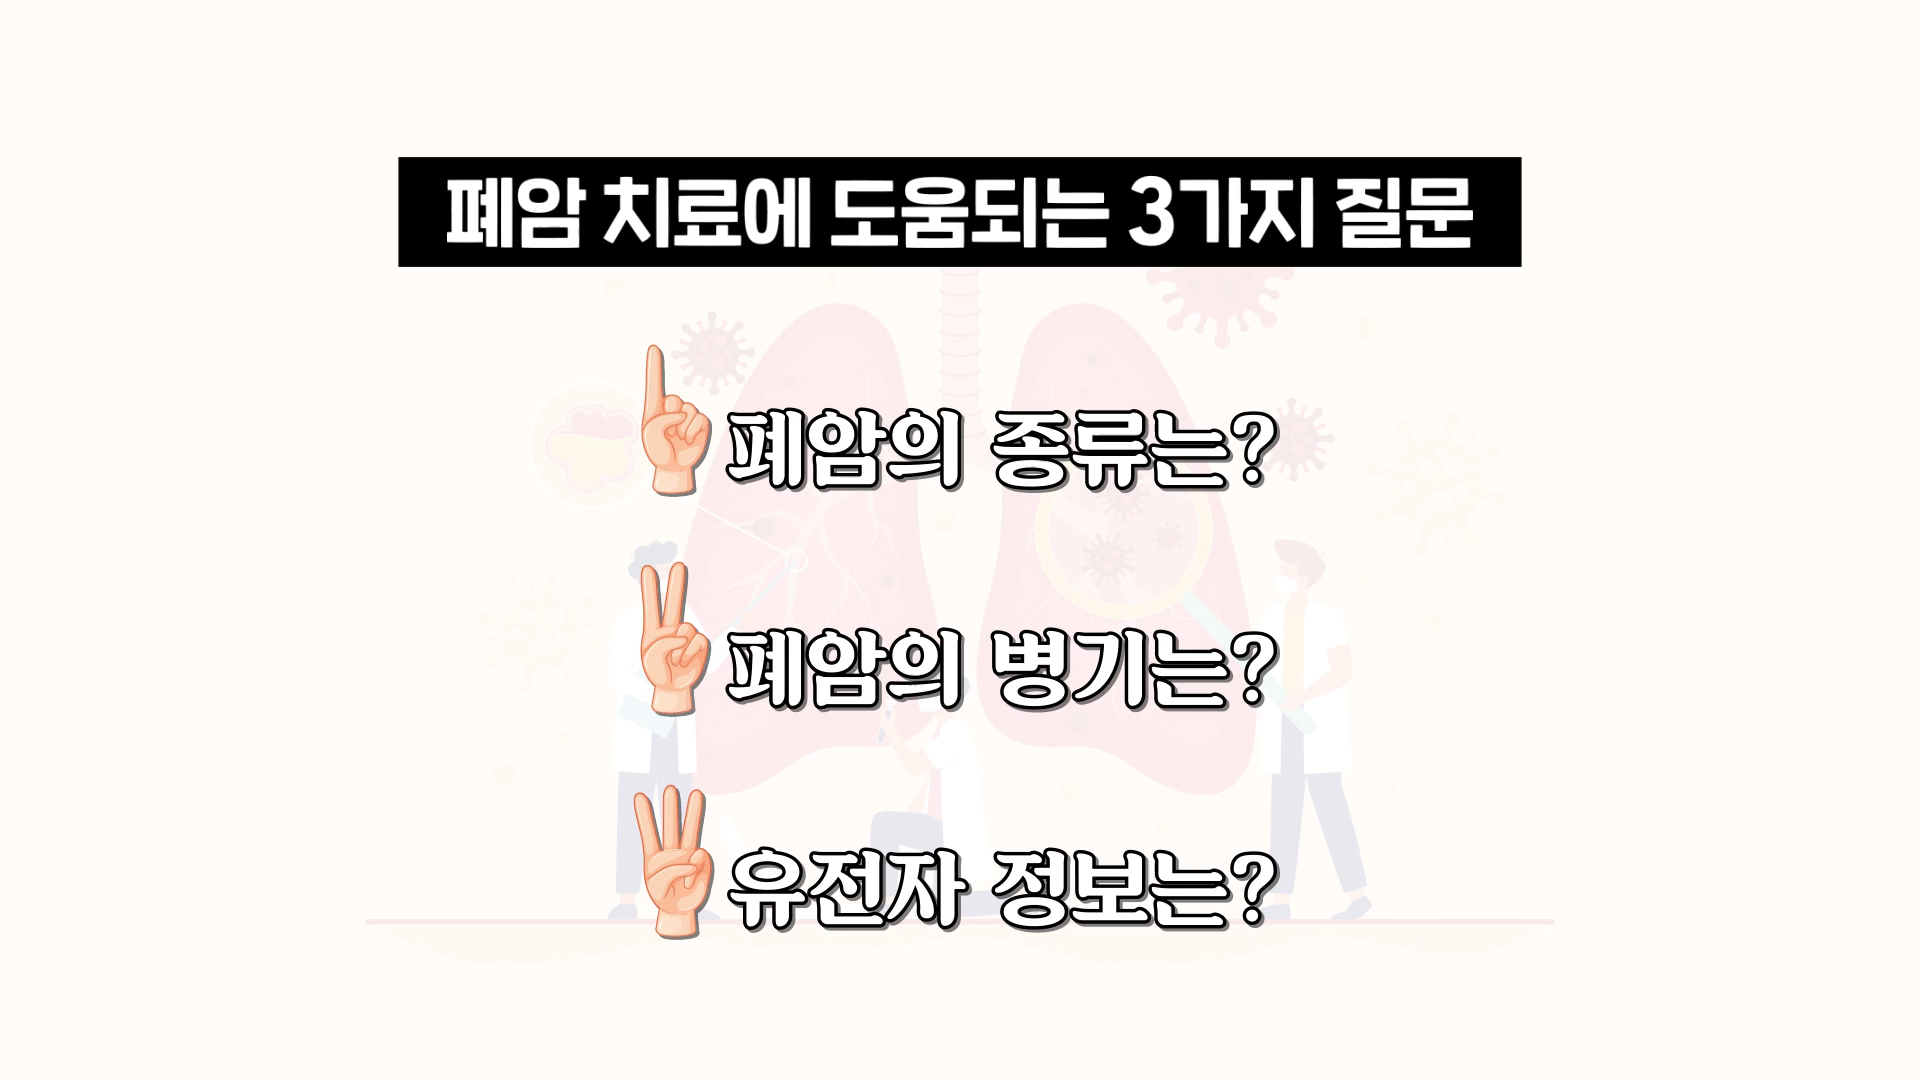 폐암 치료에 도움되는 3가지 질문
폐암의 종류는?
폐암의 병기는?
유전자 정보는?